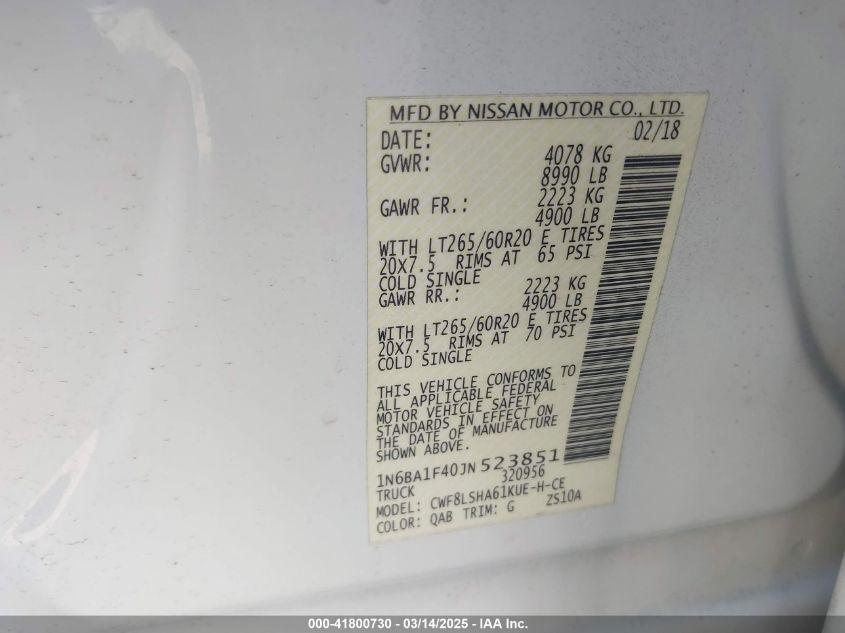 MFD BY NISSAN MOTOR CO., LTD.
DATE: 02/18
GVWR: 4078 KG
8990 LB
GAWR FR.: 2223 KG
4900 LB
WITH LT265/60R20 E TIRES
20X7.5 RIMS AT 65 PSI
COLD SINGLE
GAWR RR.: 2223 KG
4900 LB
WITH LT265/60R20 E TIRES
20X7.5 RIMS AT 70 PSI
COLD SINGLE
THIS VEHICLE CONFORMS TO
ALL APPLICABLE FEDERAL
MOTOR VEHICLE SAFETY
STANDARDS IN EFFECT ON
THE DATE OF MANUFACTURE
SHOWN ABOVE.
1N6BA1F40JN523851
TRUCK 320956
MODEL: CWF8LSHA61KUE-H-CE
COLOR: QAB TRIM: G ZS10A
000-41800730 - 03/14/2025 - IAA Inc.